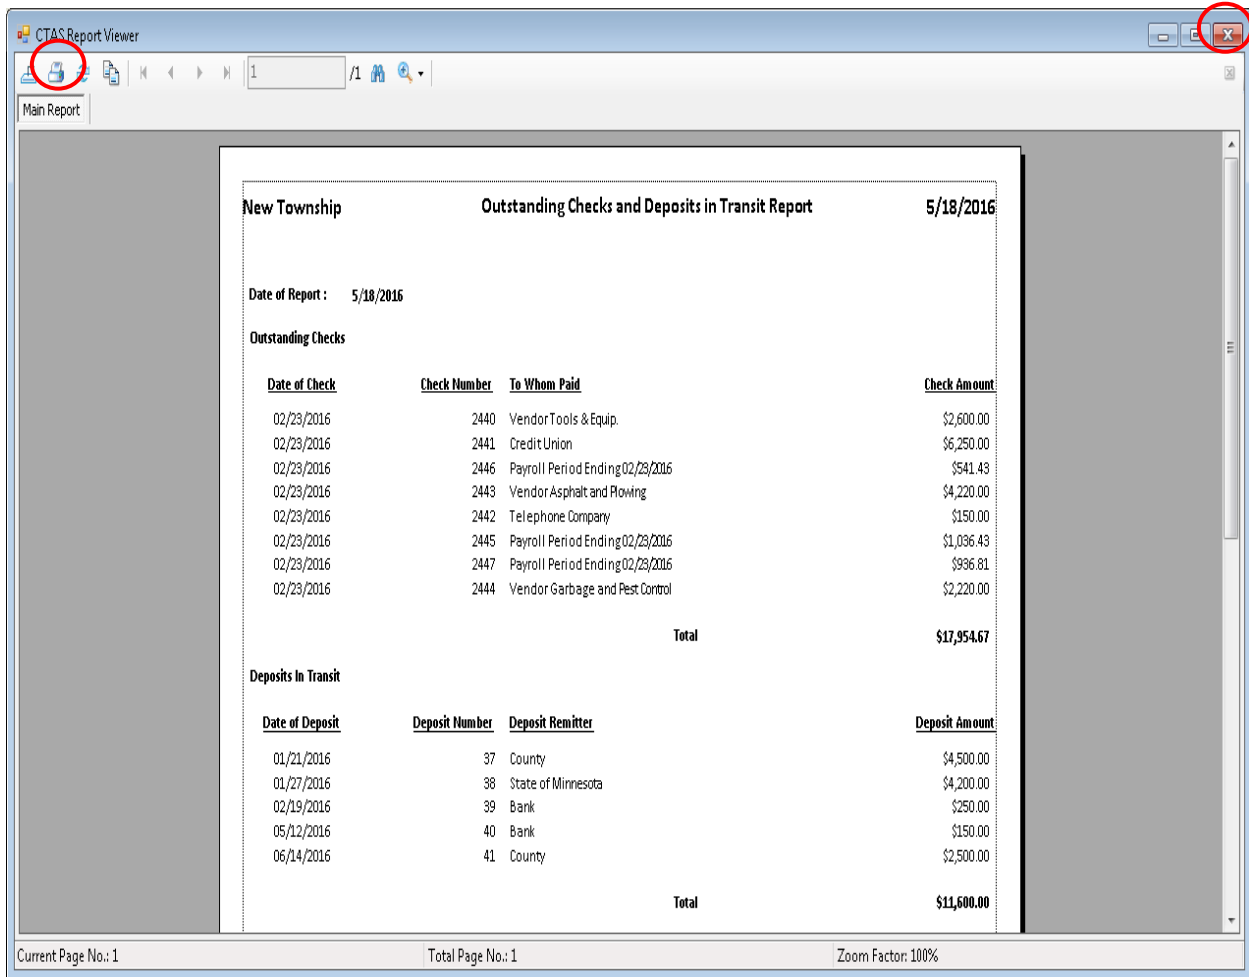 CTAS Report Viewer
1 /1
Main Report
New Township Outstanding Checks and Deposits in Transit Report 5/18/2016
Date of Report : 5/18/2016
Outstanding Checks
Date of Check Check Number To Whom Paid Check Amount
02/23/2016 2440 Vendor Tools & Equip. $2,600.00
02/23/2016 2441 Credit Union $6,250.00
02/23/2016 2446 Payroll Period Ending 02/23/2016 $541.43
02/23/2016 2443 Vendor Asphalt and Plowing $4,220.00
02/23/2016 2442 Telephone Company $150.00
02/23/2016 2445 Payroll Period Ending 02/23/2016 $1,036.43
02/23/2016 2447 Payroll Period Ending 02/23/2016 $936.81
02/23/2016 2444 Vendor Garbage and Pest Control $2,220.00
Total $17,954.67
Deposits In Transit
Date of Deposit Deposit Number Deposit Remitter Deposit Amount
01/21/2016 37 County $4,500.00
01/27/2016 38 State of Minnesota $4,200.00
02/19/2016 39 Bank $250.00
05/12/2016 40 Bank $150.00
06/14/2016 41 County $2,500.00
Total $11,600.00
Current Page No.: 1 Total Page No.: 1 Zoom Factor: 100%